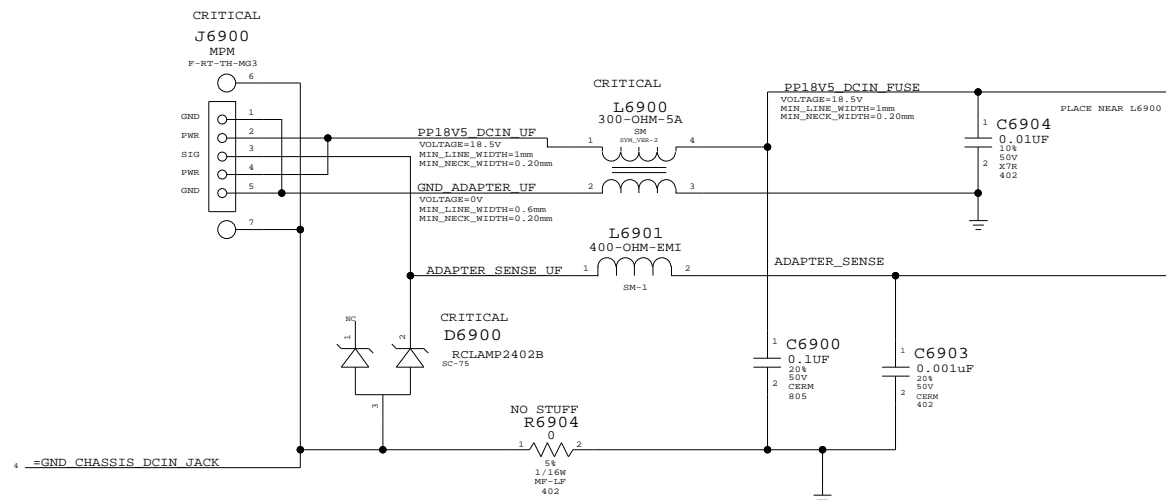 CRITICAL
J6900
MPM
F-RT-TH-MG3
6
GND
1
PWR
2
SIG
3
PWR
4
GND
5
7
PP18V5_DCIN_UF
VOLTAGE=18.5V
MIN_LINE_WIDTH=1mm
MIN_NECK_WIDTH=0.20mm
GND_ADAPTER_UF
VOLTAGE=0V
MIN_LINE_WIDTH=0.6mm
MIN_NECK_WIDTH=0.20mm
CRITICAL
L6900
300-OHM-5A
SM
SYM_VER-2
1
4
2
3
PP18V5_DCIN_FUSE
VOLTAGE=18.5V
MIN_LINE_WIDTH=1mm
MIN_NECK_WIDTH=0.20mm
PLACE NEAR L6900
1
C6904
0.01UF
10%
50V
2
X7R
402
L6901
400-OHM-EMI
ADAPTER_SENSE_UF
1
2
SM-1
ADAPTER_SENSE
NC
1
2
3
CRITICAL
D6900
RCLAMP2402B
SC-75
1
C6900
0.1UF
20%
50V
2
CERM
805
1
C6903
0.001uF
20%
50V
2
CERM
402
NO STUFF
R6904
0
1
2
5%
1/16W
MF-LF
402
4
=GND_CHASSIS_DCIN_JACK